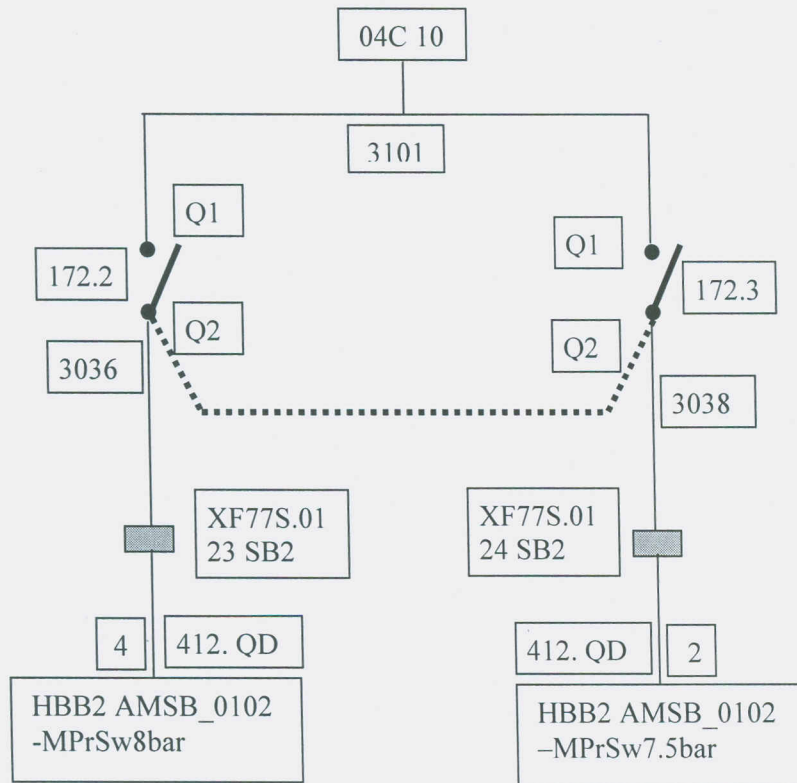 04C 10
3101
Q1
Q1
172.2
172.3
Q2
Q2
3036
3038
XF77S.01
23 SB2
XF77S.01
24 SB2
4
412. QD
412. QD
2
HBB2 AMSB_0102
-MPrSw8bar
HBB2 AMSB_0102
–MPrSw7.5bar